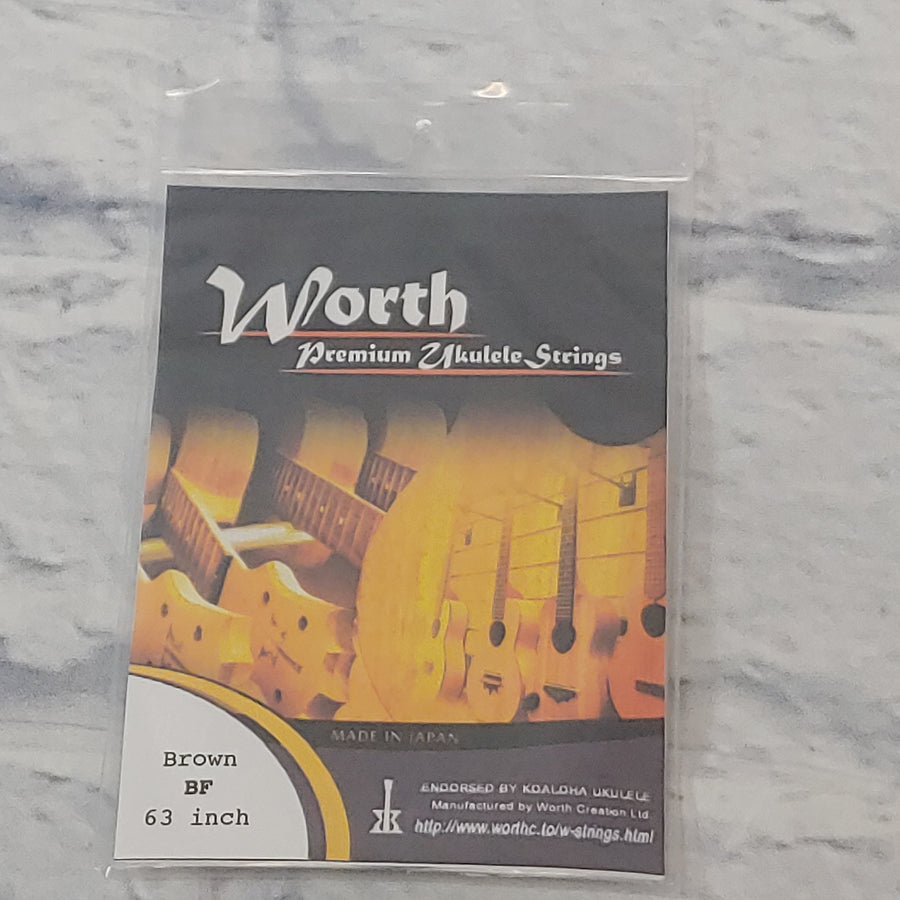 Worth
Premium Ukulele Strings
MADE IN JAPAN
Brown
BF
63 inch
ENDORSED BY KOALOHA UKULELE
Manufactured by Worth Creation Ltd.
http://www.worthc.to/w-strings.html